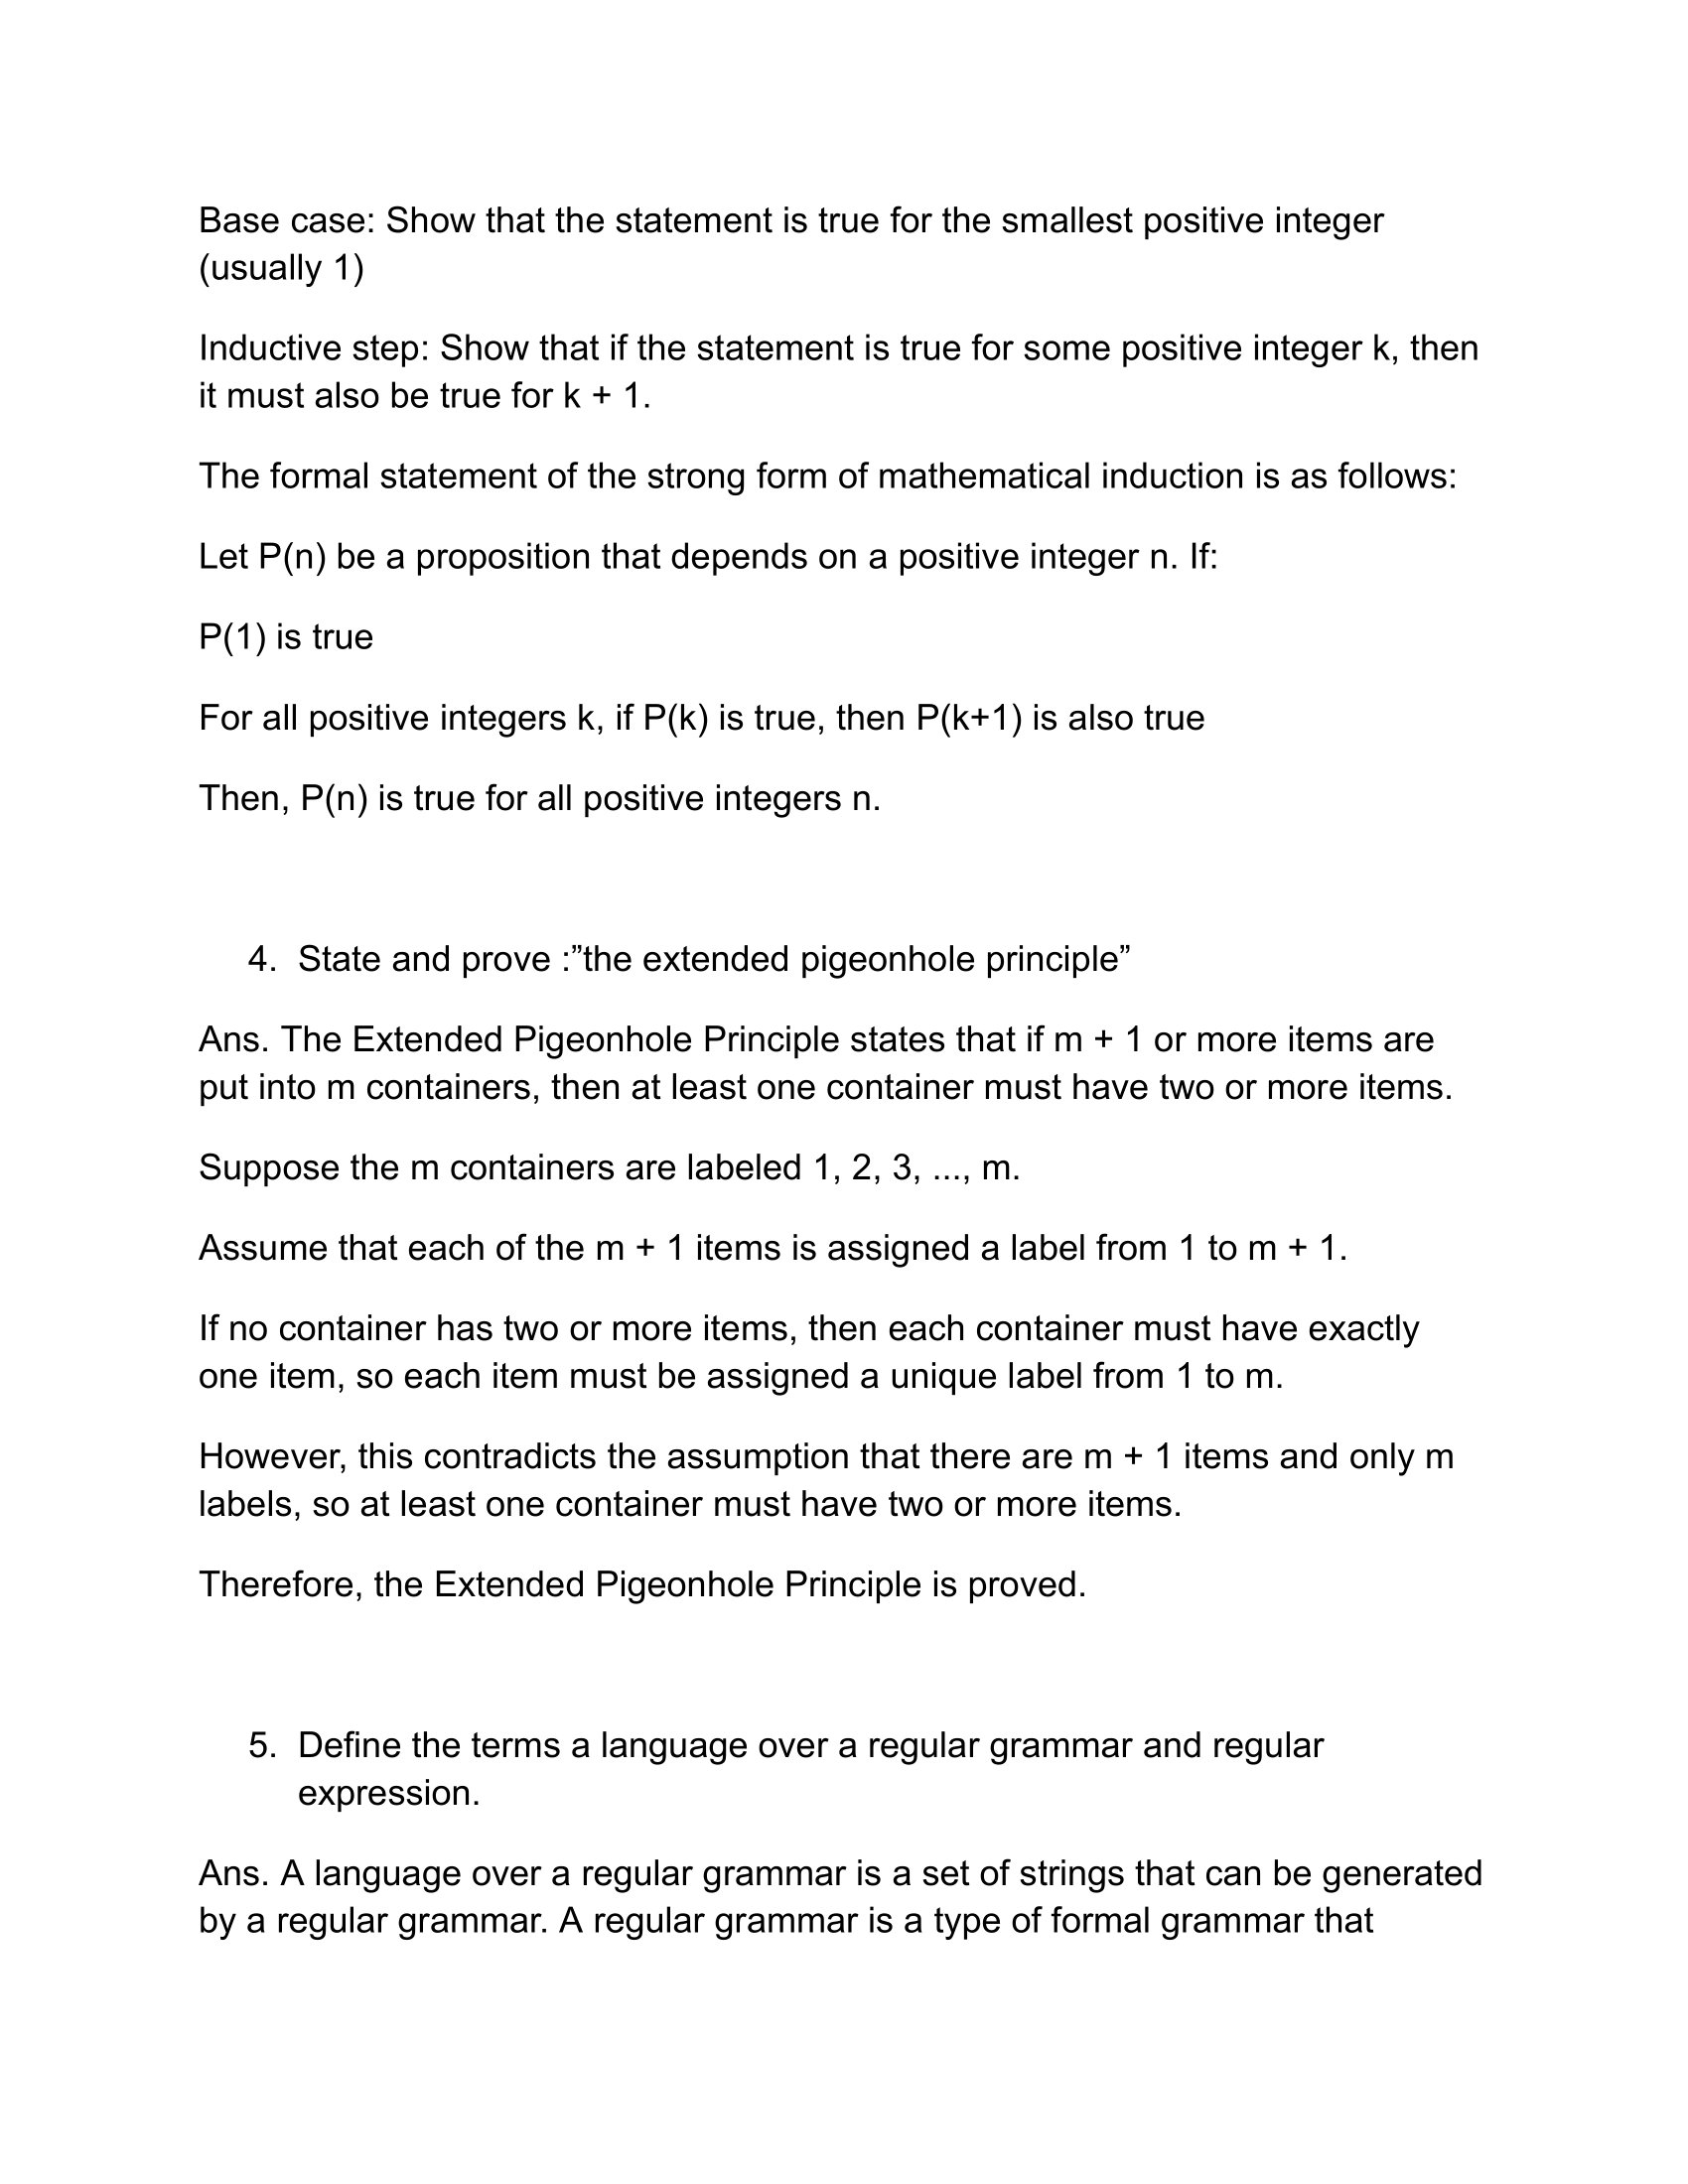 Base case: Show that the statement is true for the smallest positive integer
(usually 1)
Inductive step: Show that if the statement is true for some positive integer k, then
it must also be true for k + 1.
The formal statement of the strong form of mathematical induction is as follows:
Let P(n) be a proposition that depends on a positive integer n. If:
P(1) is true
For all positive integers k, if P(k) is true, then P(k+1) is also true
Then, P(n) is true for all positive integers n.
4. State and prove :”the extended pigeonhole principle”
Ans. The Extended Pigeonhole Principle states that if m + 1 or more items are
put into m containers, then at least one container must have two or more items.
Suppose the m containers are labeled 1, 2, 3, ..., m.
Assume that each of the m + 1 items is assigned a label from 1 to m + 1.
If no container has two or more items, then each container must have exactly
one item, so each item must be assigned a unique label from 1 to m.
However, this contradicts the assumption that there are m + 1 items and only m
labels, so at least one container must have two or more items.
Therefore, the Extended Pigeonhole Principle is proved.
5. Define the terms a language over a regular grammar and regular
expression.
Ans. A language over a regular grammar is a set of strings that can be generated
by a regular grammar. A regular grammar is a type of formal grammar that